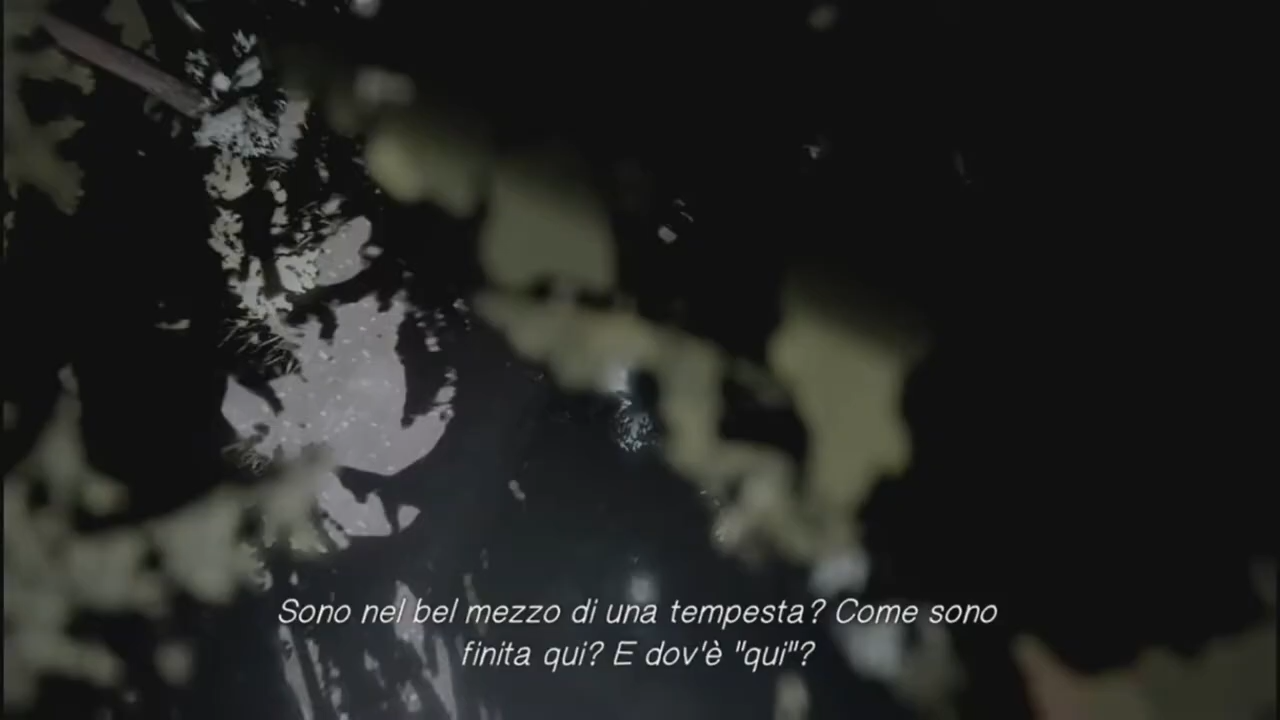 Sono nel bel mezzo di una tempesta? Come sono
finita qui? E dov'è "qui"?